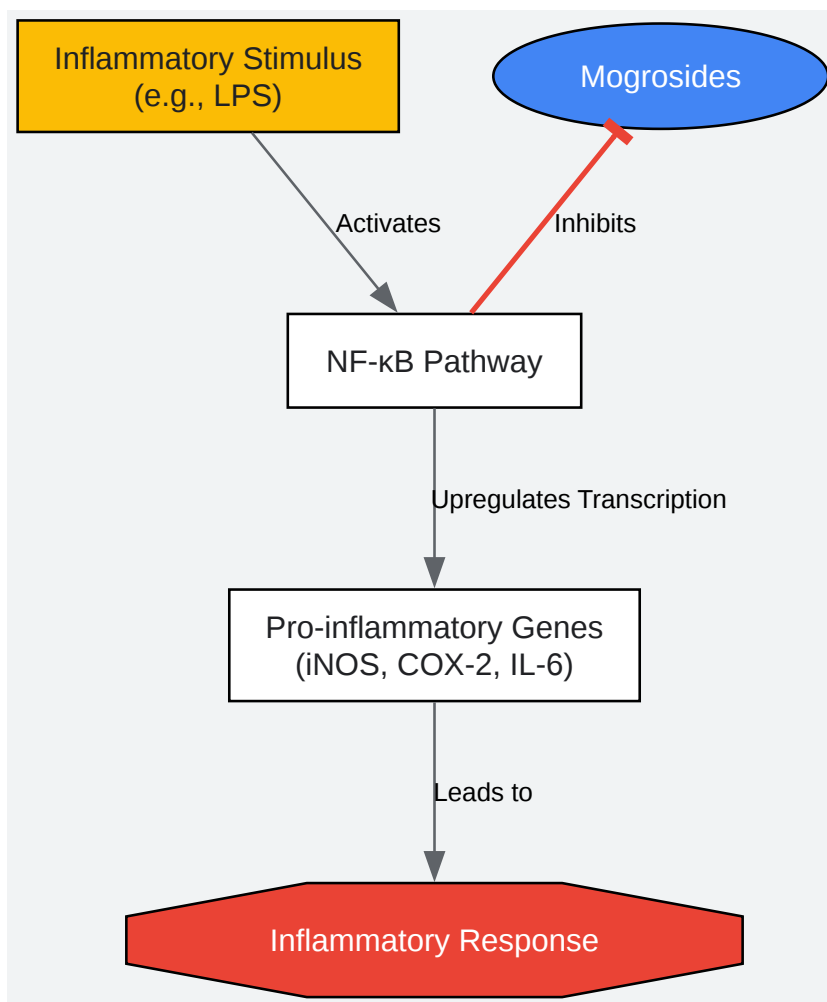 Inflammatory Stimulus
(e.g., LPS)
Mogrosides
Activates
Inhibits
NF-κB Pathway
Upregulates Transcription
Pro-inflammatory Genes
(iNOS, COX-2, IL-6)
Leads to
Inflammatory Response